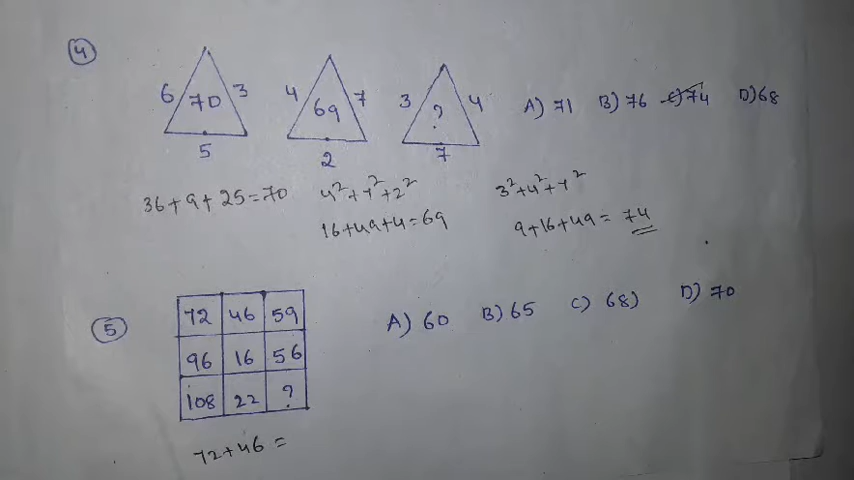 4
6 70 3 4 69 7 3 ? 4 A) 71 B) 76 C) 74 D) 68
5 2 7
36+9+25=70 4²+7²+2² 3²+4²+7²
16+49+4=69 9+16+49= 74
5
72 46 59 A) 60 B) 65 C) 68) D) 70
96 16 56
108 22 ?
72+46 =